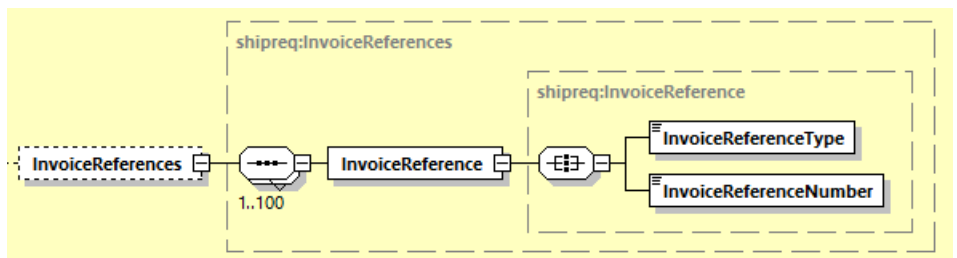 shipreq:InvoiceReferences
shipreq:InvoiceReference
InvoiceReferenceType
InvoiceReferences
InvoiceReference
InvoiceReferenceNumber
1..100